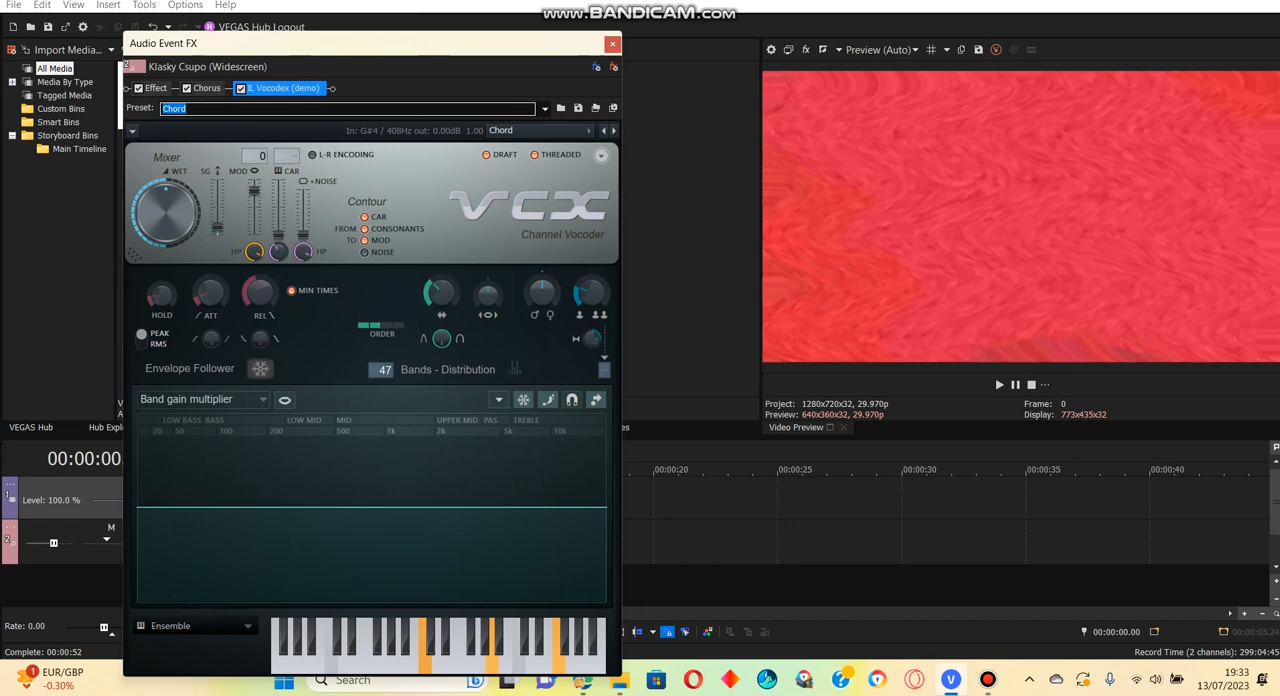 www.BANDICAM.com
File Edit View Insert Tools Options Help
VEGAS Hub Logout
Audio Event FX
Import Media...
Klasky Csupo (Widescreen)
Preview (Auto)
All Media
Media By Type
Tagged Media
Custom Bins
Smart Bins
Storyboard Bins
Main Timeline
Effect
Chorus
IL Vocodex (demo)
Preset:
Chord
In: G#4 / 408Hz out: 0.00dB 1.00
Chord
Mixer
0
L-R ENCODING
DRAFT
THREADED
WET
SG
MOD
CAR
+NOISE
Contour
CAR
FROM
CONSONANTS
TO
MOD
NOISE
HP
HP
VCX
Channel Vocoder
HOLD
ATT
REL
MIN TIMES
ORDER
PEAK
RMS
Envelope Follower
47 Bands - Distribution
Band gain multiplier
LOW BASS BASS LOW MID MID UPPER MID PAS TREBLE
20 50 100 200 500 1k 2k 5k 10k
Ensemble
Project: 1280x720x32, 29.970p
Preview: 640x360x32, 29.970p
Frame: 0
Display: 773x435x32
Video Preview
VEGAS Hub
Hub Explo
00:00:00
00:00:20 00:00:25 00:00:30 00:00:35 00:00:40
1
Level: 100.0 %
2
M
Rate: 0.00
Complete: 00:00:52
00:00:00.00
00:00:05.24
Record Time (2 channels): 299:04:45
EUR/GBP
-0.30%
1
Search
19:33
13/07/2023